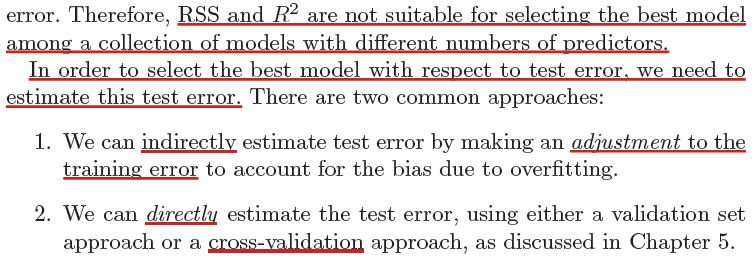 error. Therefore, RSS and R² are not suitable for selecting the best model
among a collection of models with different numbers of predictors.
In order to select the best model with respect to test error, we need to
estimate this test error. There are two common approaches:
1. We can indirectly estimate test error by making an adjustment to the
training error to account for the bias due to overfitting.
2. We can directly estimate the test error, using either a validation set
approach or a cross-validation approach, as discussed in Chapter 5.